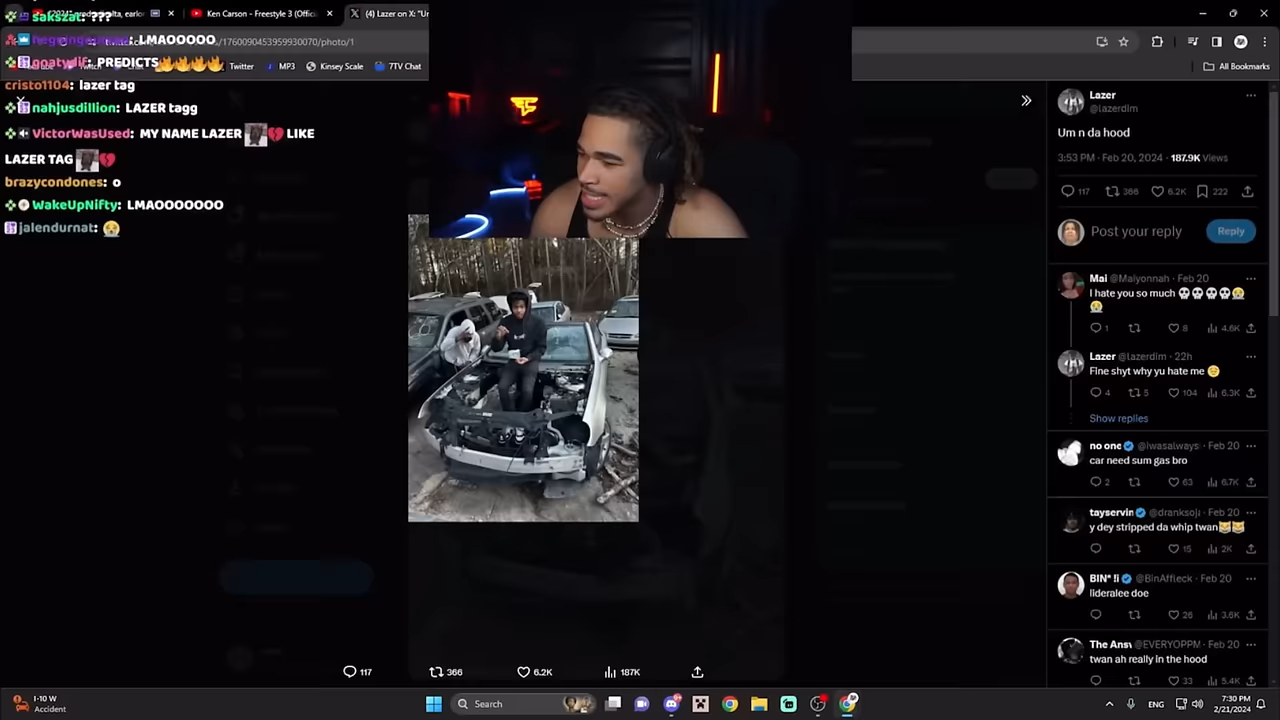 sakszat: ???
Ken Carson - Freestyle 3 (Offici
(4) Lazer on X: "Un
LMAOOOOO
1760090453959930070/photo/1
goatydif: PREDICTS🔥🔥🔥🔥
Twitter
MP3
Kinsey Scale
7TV Chat
All Bookmarks
cristo1104: lazer tag
nahjusdillion: LAZER tagg
VictorWasUsed: MY NAME LAZER 💔 LIKE
LAZER TAG 💔
brazycondones: o
WakeUpNifty: LMAOOOOOOO
jalendurnat: 😭
Lazer
@lazerdim
Um n da hood
3:53 PM · Feb 20, 2024 · 187.9K Views
117 366 6.2K 222
Post your reply
Reply
Mai @Maiyonnah · Feb 20
I hate you so much 💀💀💀💀😭
😭
1 8 4.6K
Lazer @lazerdim · 22h
Fine shyt why yu hate me
4 5 104 6.3K
Show replies
no one @iwasalways · Feb 20
car need sum gas bro
2 63 6.7K
tayservin @dranksoj · Feb 20
y dey stripped da whip twan😹😹
15 2K
BIN* !i @BinAffleck · Feb 20
lideralee doe
26 3.6K
The Ans @EVERYOPPM · Feb 20
twan ah really in the hood
33 5.4K
117 366 6.2K 187K
I-10 W
Accident
Search
ENG
7:30 PM
2/21/2024